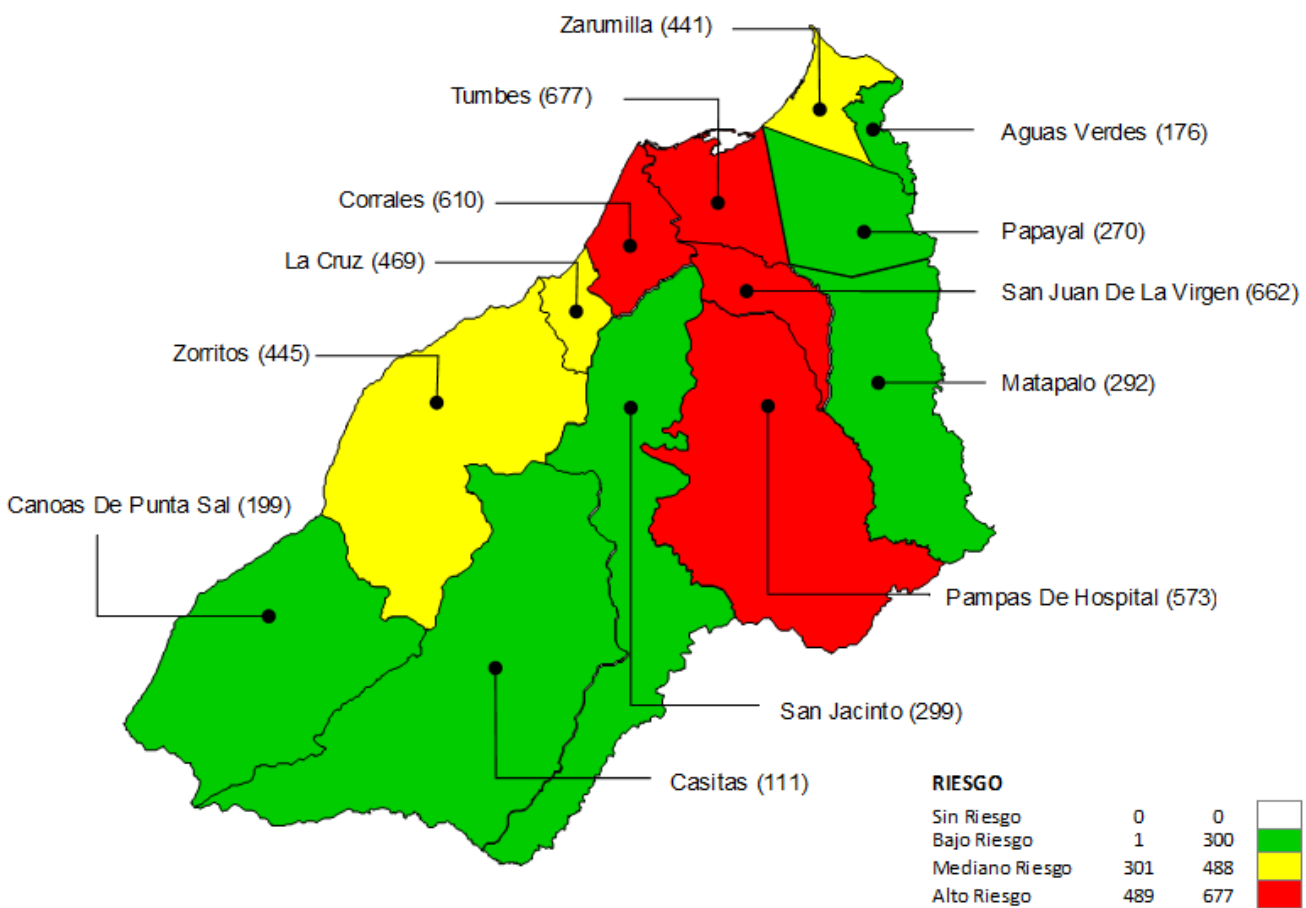 Zarumilla (441)
Tumbes (677)
Aguas Verdes (176)
Corrales (610)
Papayal (270)
La Cruz (469)
San Juan De La Virgen (662)
Zorritos (445)
Matapalo (292)
Canoas De Punta Sal (199)
Pampas De Hospital (573)
San Jacinto (299)
Casitas (111)
RIESGO
Sin Riesgo 0 0
Bajo Riesgo 1 300
Mediano Riesgo 301 488
Alto Riesgo 489 677